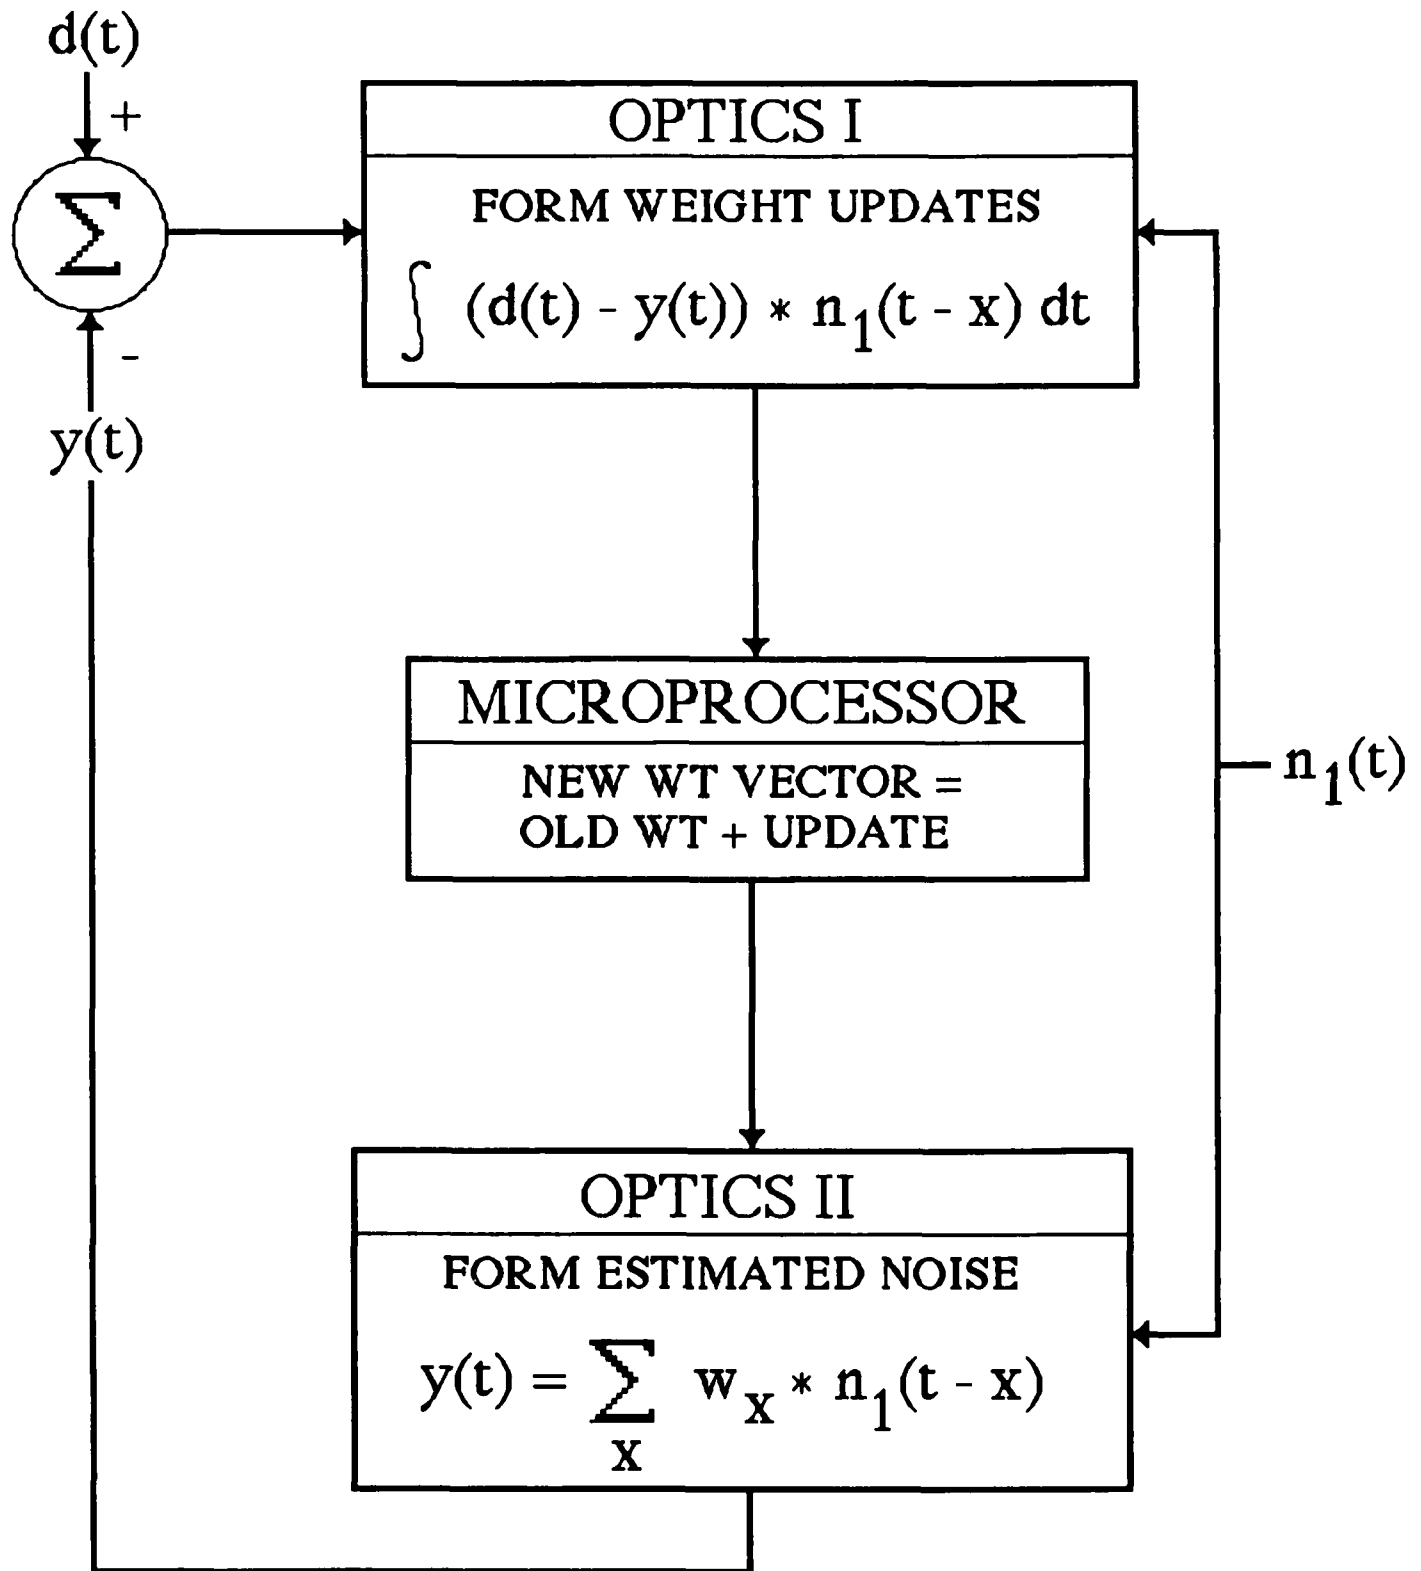 d(t)
+
Σ
-
y(t)
OPTICS I
FORM WEIGHT UPDATES
∫ (d(t) - y(t)) * n₁(t - x) dt
MICROPROCESSOR
NEW WT VECTOR =
OLD WT + UPDATE
n₁(t)
OPTICS II
FORM ESTIMATED NOISE
y(t) = Σ wₓ * n₁(t - x)
x